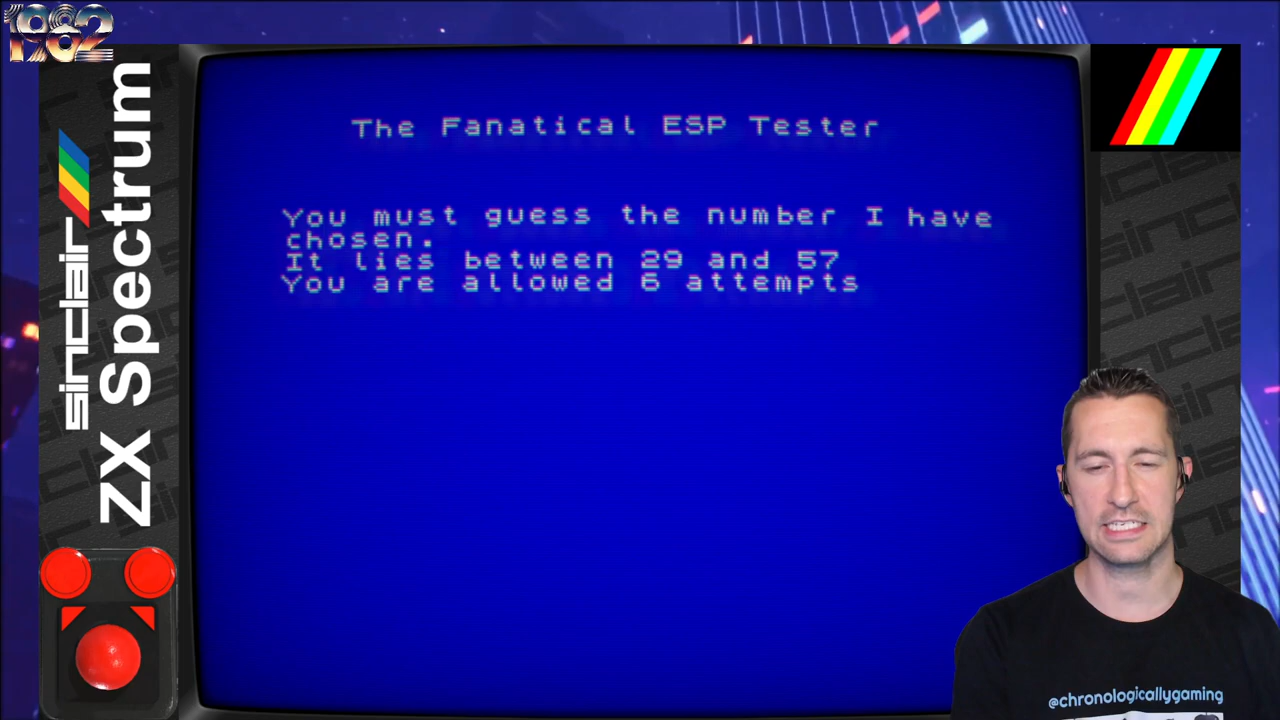 1982
sinclair
ZX Spectrum
The Fanatical ESP Tester
You must guess the number I have
chosen.
It lies between 29 and 57
You are allowed 6 attempts
@chronologicallygaming